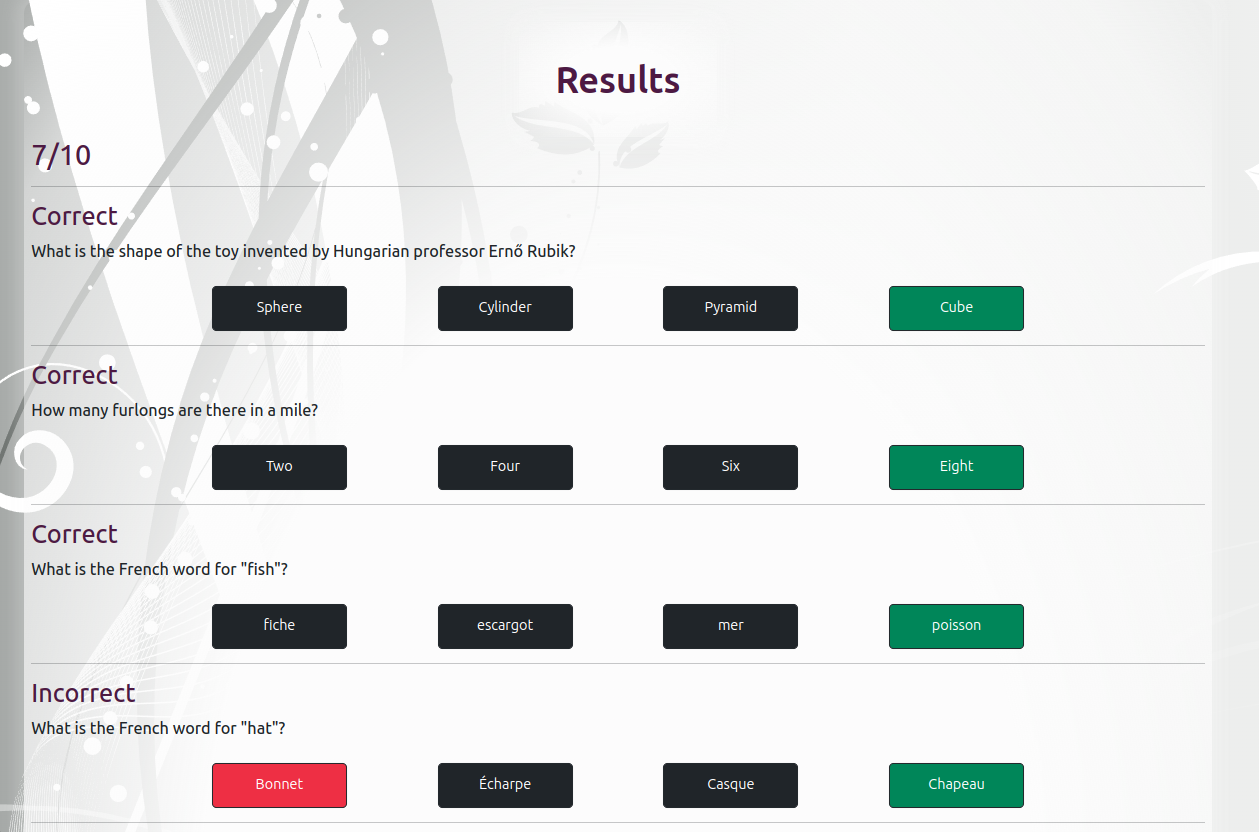 Results
7/10
Correct
What is the shape of the toy invented by Hungarian professor Ernő Rubik?
Sphere Cylinder Pyramid Cube
Correct
How many furlongs are there in a mile?
Two Four Six Eight
Correct
What is the French word for "fish"?
fiche escargot mer poisson
Incorrect
What is the French word for "hat"?
Bonnet Écharpe Casque Chapeau